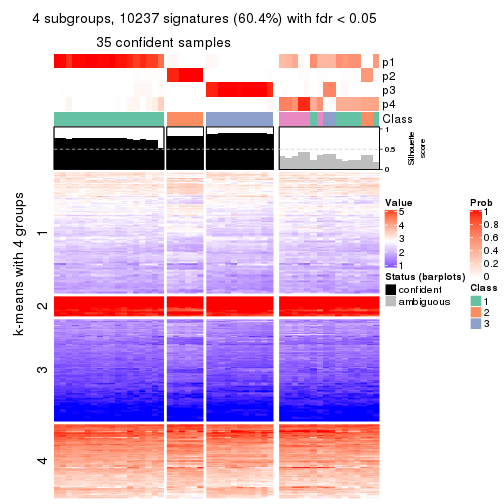 4 subgroups, 10237 signatures (60.4%) with fdr < 0.05
35 confident samples
p1
p2
p3
p4
Class
1
0.5
0
Silhouette
score
k-means with 4 groups
1
2
3
4
Value
5
4
3
2
1
Status (barplots)
confident
ambiguous
Prob
1
0.8
0.6
0.4
0.2
0
Class
1
2
3